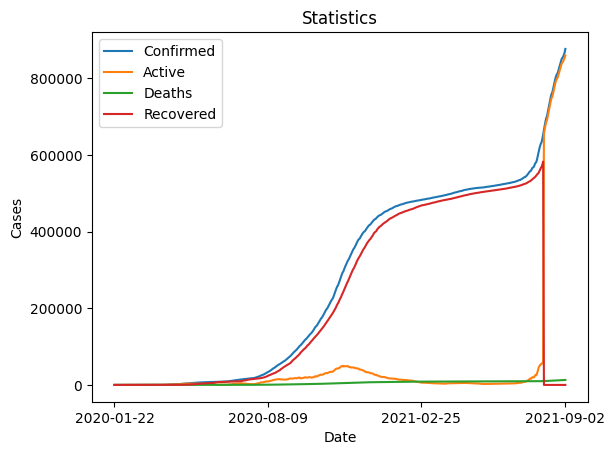 Statistics
Confirmed
Active
Deaths
Recovered
Cases
800000
600000
400000
200000
0
2020-01-22
2020-08-09
2021-02-25
2021-09-02
Date